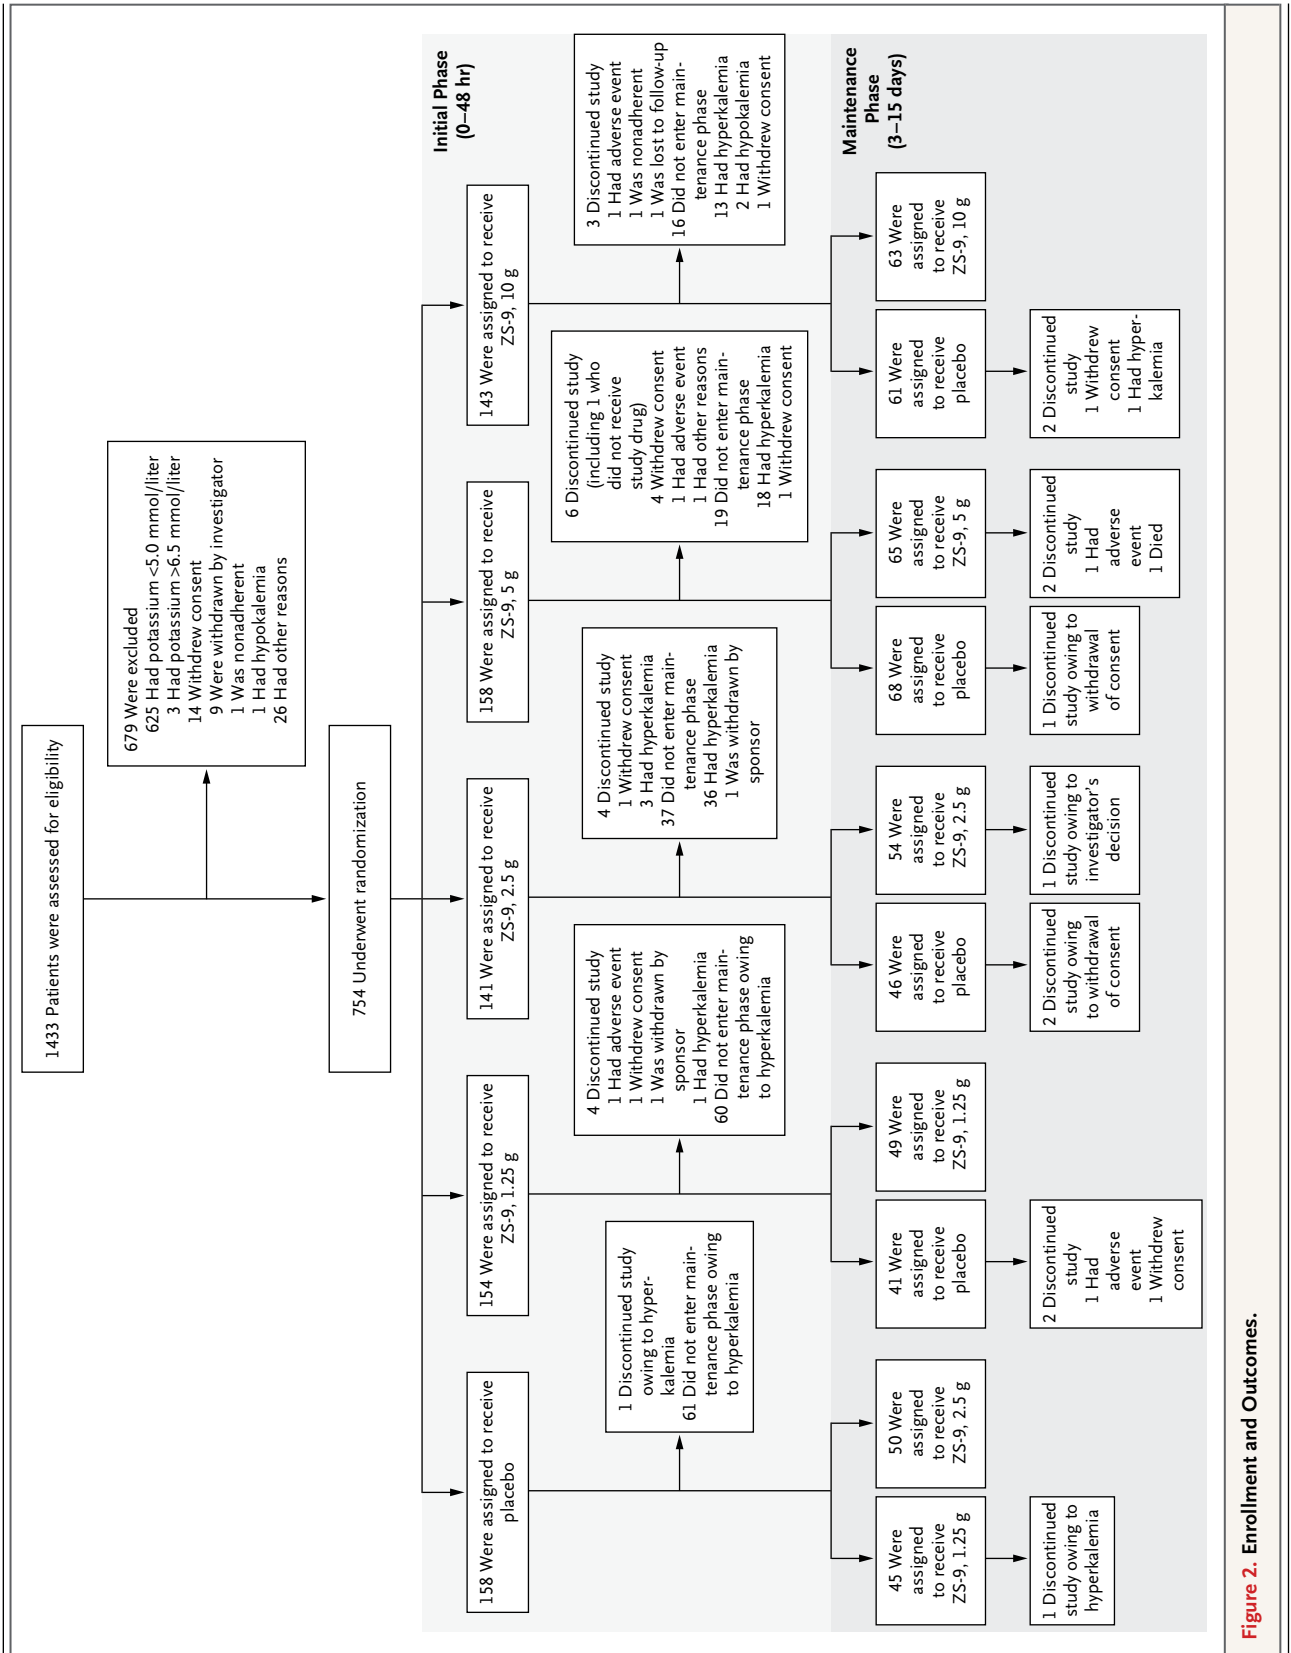 1433 Patients were assessed for eligibility
679 Were excluded
625 Had potassium <5.0 mmol/liter
3 Had potassium >6.5 mmol/liter
14 Withdrew consent
9 Were withdrawn by investigator
1 Was nonadherent
1 Had hypokalemia
26 Had other reasons
754 Underwent randomization
Initial Phase
(0–48 hr)
158 Were assigned to receive
placebo
154 Were assigned to receive
ZS-9, 1.25 g
141 Were assigned to receive
ZS-9, 2.5 g
158 Were assigned to receive
ZS-9, 5 g
143 Were assigned to receive
ZS-9, 10 g
1 Discontinued study
owing to hyper-
kalemia
61 Did not enter main-
tenance phase owing
to hyperkalemia
4 Discontinued study
1 Had adverse event
1 Withdrew consent
1 Was withdrawn by
sponsor
1 Had hyperkalemia
60 Did not enter main-
tenance phase owing
to hyperkalemia
4 Discontinued study
1 Withdrew consent
3 Had hyperkalemia
37 Did not enter main-
tenance phase
36 Had hyperkalemia
1 Was withdrawn by
sponsor
6 Discontinued study
(including 1 who
did not receive
study drug)
4 Withdrew consent
1 Had adverse event
1 Had other reasons
19 Did not enter main-
tenance phase
18 Had hyperkalemia
1 Withdrew consent
3 Discontinued study
1 Had adverse event
1 Was nonadherent
1 Was lost to follow-up
16 Did not enter main-
tenance phase
13 Had hyperkalemia
2 Had hypokalemia
1 Withdrew consent
Maintenance
Phase
(3–15 days)
45 Were
assigned
to receive
ZS-9, 1.25 g
50 Were
assigned
to receive
ZS-9, 2.5 g
41 Were
assigned
to receive
placebo
49 Were
assigned
to receive
ZS-9, 1.25 g
46 Were
assigned
to receive
placebo
54 Were
assigned
to receive
ZS-9, 2.5 g
68 Were
assigned
to receive
placebo
65 Were
assigned
to receive
ZS-9, 5 g
61 Were
assigned
to receive
placebo
63 Were
assigned
to receive
ZS-9, 10 g
1 Discontinued
study owing to
hyperkalemia
2 Discontinued
study
1 Had
adverse
event
1 Withdrew
consent
2 Discontinued
study owing
to withdrawal
of consent
1 Discontinued
study owing to
investigator's
decision
1 Discontinued
study owing to
withdrawal
of consent
2 Discontinued
study
1 Had
adverse
event
1 Died
2 Discontinued
study
1 Withdrew
consent
1 Had hyper-
kalemia
Figure 2. Enrollment and Outcomes.